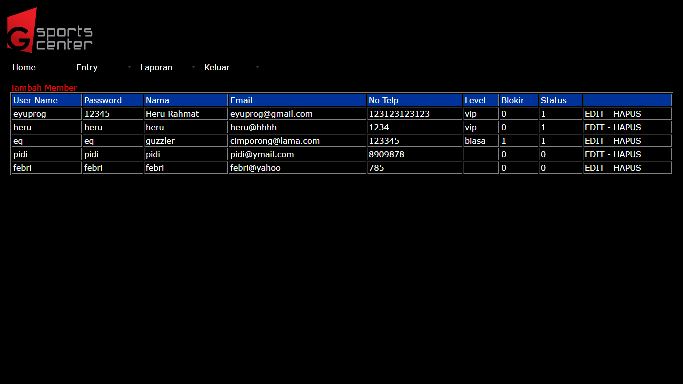 G sports center
Home Entry Laporan Keluar
Tambah Member
User Name Password Nama Email No Telp Level Blokir Status
eyuprog 12345 Heru Rahmat eyuprog@gmail.com 123123123123 vip 0 1 EDIT - HAPUS
heru heru heru heru@hhhh 1234 vip 0 1 EDIT - HAPUS
eq eq guzzler cimporong@lama.com 123345 biasa 1 1 EDIT - HAPUS
pidi pidi pidi pidi@ymail.com 8909878 0 0 EDIT - HAPUS
febri febri febri febri@yahoo 785 0 0 EDIT - HAPUS